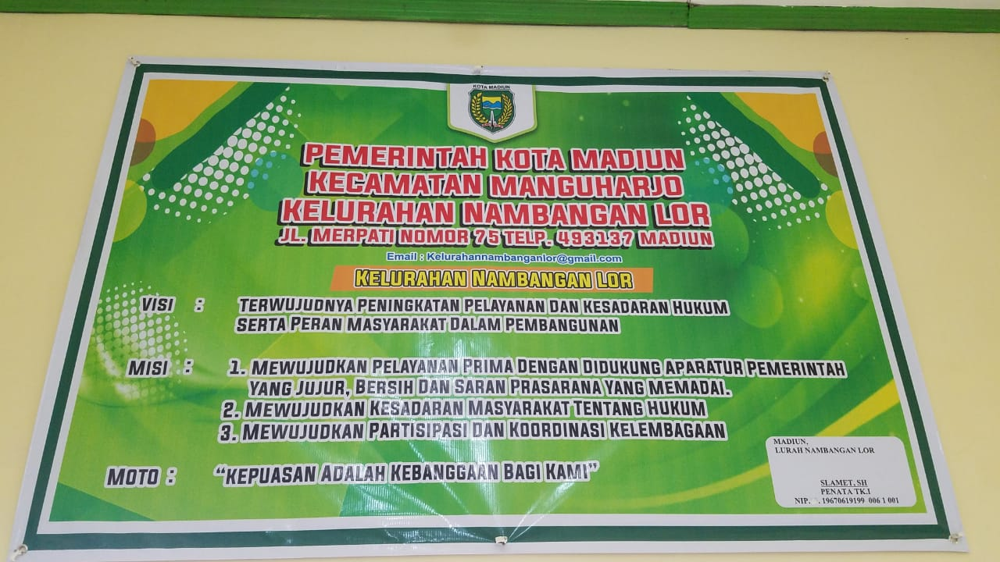 KOTA MADIUN
PEMERINTAH KOTA MADIUN
KECAMATAN MANGUHARJO
KELURAHAN NAMBANGAN LOR
JL. MERPATI NOMOR 75 TELP. 493137 MADIUN
Email : Kelurahannambanganlor@gmail.com
KELURAHAN NAMBANGAN LOR
VISI : TERWUJUDNYA PENINGKATAN PELAYANAN DAN KESADARAN HUKUM
SERTA PERAN MASYARAKAT DALAM PEMBANGUNAN
MISI : 1. MEWUJUDKAN PELAYANAN PRIMA DENGAN DIDUKUNG APARATUR PEMERINTAH
YANG JUJUR, BERSIH DAN SARAN PRASARANA YANG MEMADAI.
2. MEWUJUDKAN KESADARAN MASYARAKAT TENTANG HUKUM
3. MEWUJUDKAN PARTISIPASI DAN KOORDINASI KELEMBAGAAN
MOTO : “KEPUASAN ADALAH KEBANGGAAN BAGI KAMI”
MADIUN,
LURAH NAMBANGAN LOR
SLAMET, SH
PENATA TK.I
NIP. . 19670619199 006 1 001